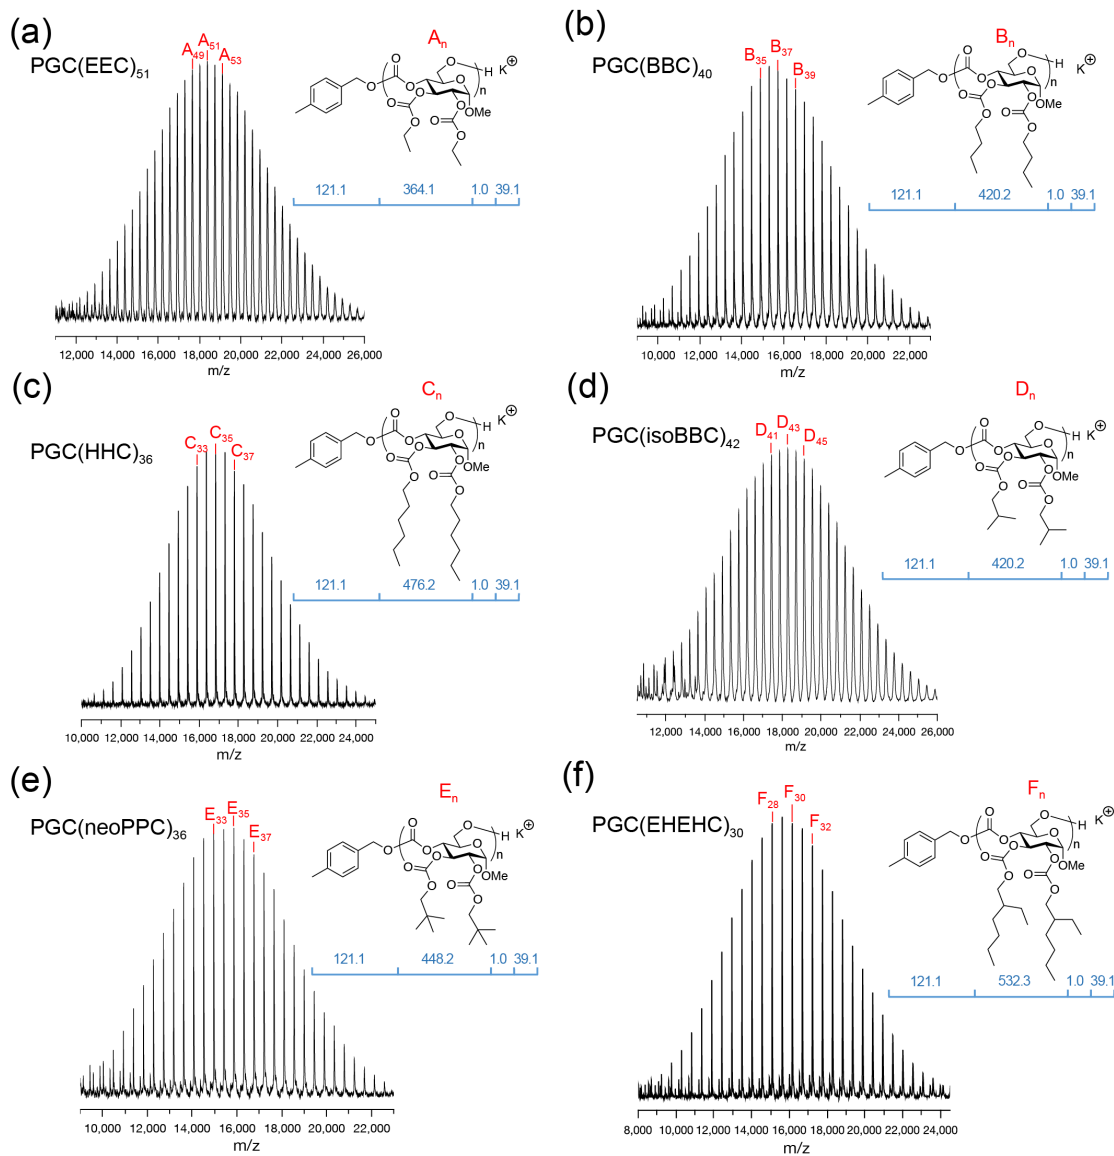 (a)
PGC(EEC)51
A49
A51
A53
An
O
O
O
O
O
O
O
O
O
O
OMe
H
n
K⊕
121.1 364.1 1.0 39.1
12,000 14,000 16,000 18,000 20,000 22,000 24,000 26,000
m/z
(b)
PGC(BBC)40
B35
B37
B39
Bn
O
O
O
O
O
O
O
O
O
O
OMe
H
n
K⊕
121.1 420.2 1.0 39.1
10,000 12,000 14,000 16,000 18,000 20,000 22,000
m/z
(c)
PGC(HHC)36
C33
C35
C37
Cn
O
O
O
O
O
O
O
O
O
O
OMe
H
n
K⊕
121.1 476.2 1.0 39.1
10,000 12,000 14,000 16,000 18,000 20,000 22,000 24,000
m/z
(d)
PGC(isoBBC)42
D41
D43
D45
Dn
O
O
O
O
O
O
O
O
O
O
OMe
H
n
K⊕
121.1 420.2 1.0 39.1
12,000 14,000 16,000 18,000 20,000 22,000 24,000 26,000
m/z
(e)
PGC(neoPPC)36
E33
E35
E37
En
O
O
O
O
O
O
O
O
O
O
OMe
H
n
K⊕
121.1 448.2 1.0 39.1
10,000 12,000 14,000 16,000 18,000 20,000 22,000
m/z
(f)
PGC(EHEHC)30
F28
F30
F32
Fn
O
O
O
O
O
O
O
O
O
O
OMe
H
n
K⊕
121.1 532.3 1.0 39.1
8,000 10,000 12,000 14,000 16,000 18,000 20,000 22,000 24,000
m/z